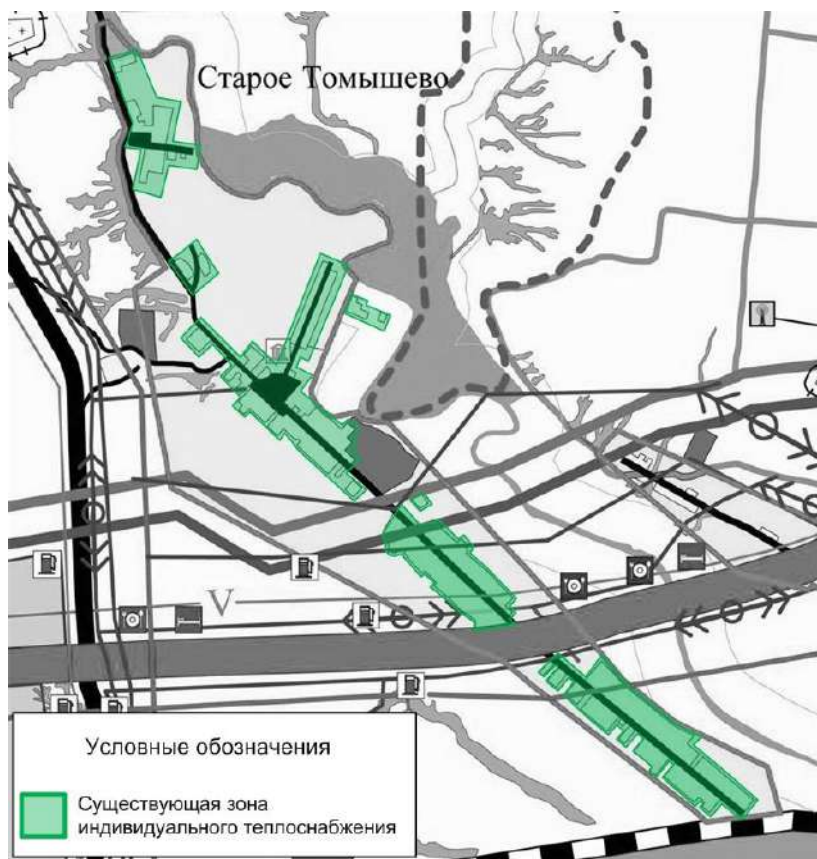 Старое Томышево
V
Условные обозначения
Существующая зона
индивидуального теплоснабжения